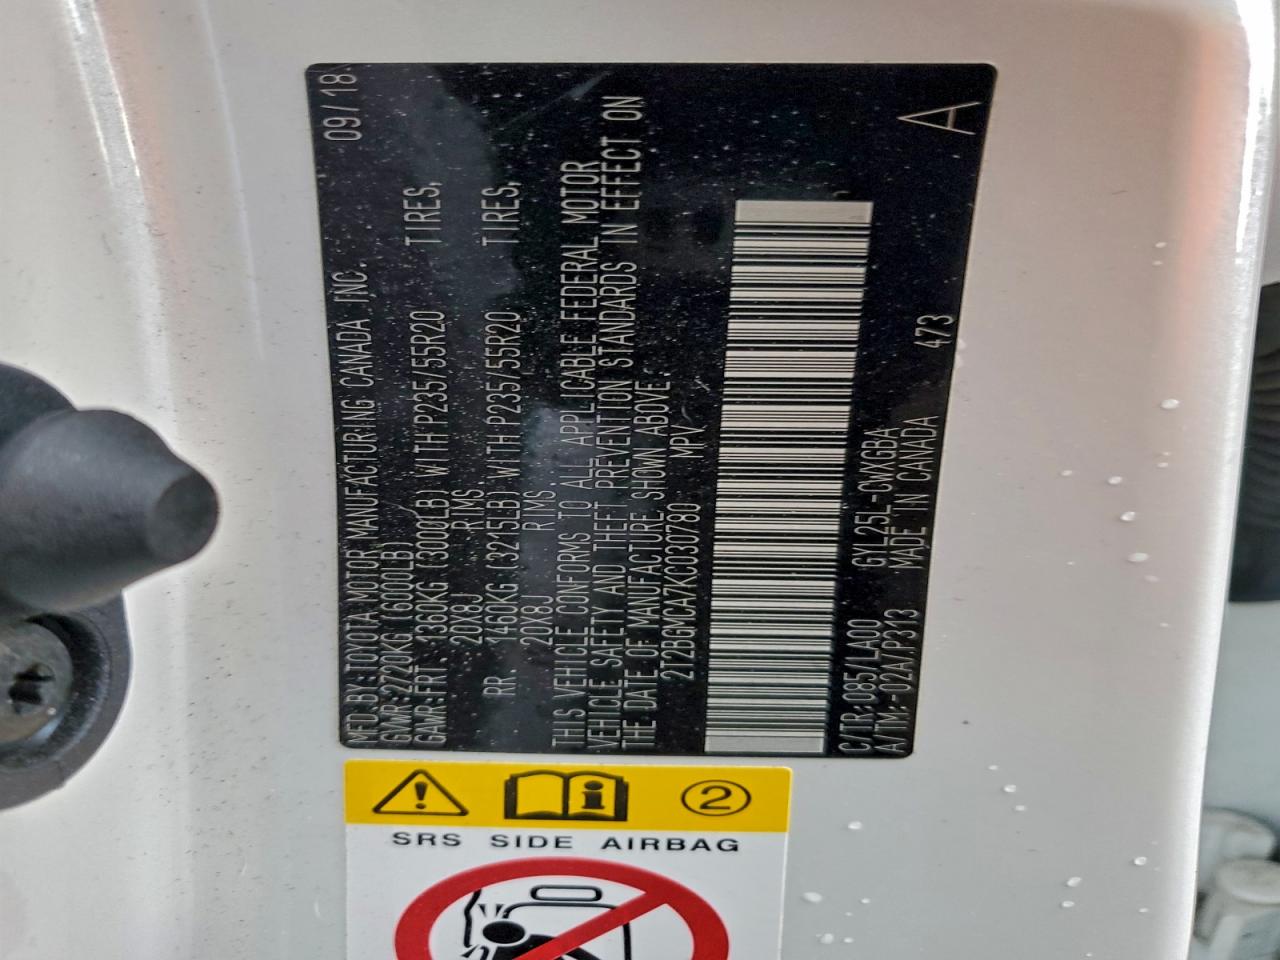 MFD.BY:TOYOTA MOTOR MANUFACTURING CANADA INC. 09/18
GVWR:2720KG (6000LB)
GAWR:FRT. 1360KG (3000LB) WITH P235/55R20 TIRES,
20X8J RIMS
RR. 1460KG (3215LB) WITH P235/55R20 TIRES,
20X8J RIMS
THIS VEHICLE CONFORMS TO ALL APPLICABLE FEDERAL MOTOR
VEHICLE SAFETY AND THEFT PREVENTION STANDARDS IN EFFECT ON
THE DATE OF MANUFACTURE SHOWN ABOVE.
2T2BGMCA7KC030780 MPV
C/TR:085/LA00 GYL25L-CWXGBA
A/TM:-02A/P313 MADE IN CANADA 473 A
2
SRS SIDE AIRBAG